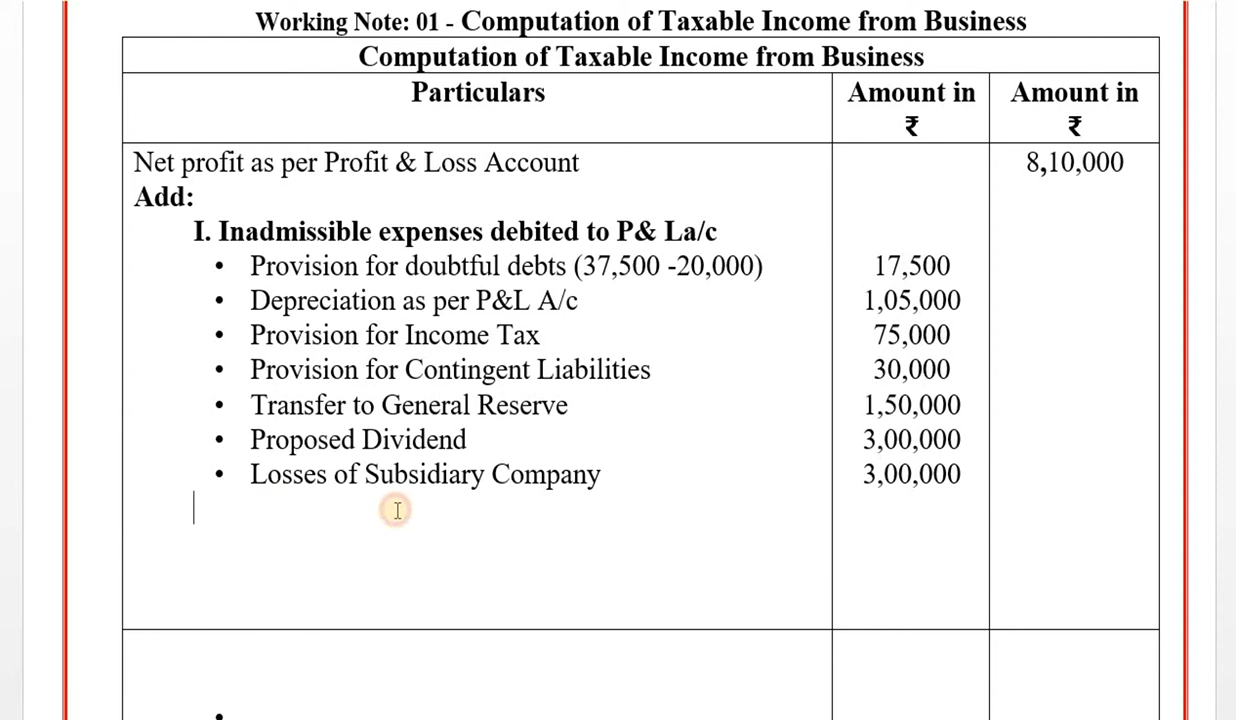 Working Note: 01 - Computation of Taxable Income from Business
Computation of Taxable Income from Business
Particulars Amount in ₹ Amount in ₹
Net profit as per Profit & Loss Account 8,10,000
Add:
I. Inadmissible expenses debited to P& La/c
• Provision for doubtful debts (37,500 -20,000) 17,500
• Depreciation as per P&L A/c 1,05,000
• Provision for Income Tax 75,000
• Provision for Contingent Liabilities 30,000
• Transfer to General Reserve 1,50,000
• Proposed Dividend 3,00,000
• Losses of Subsidiary Company 3,00,000